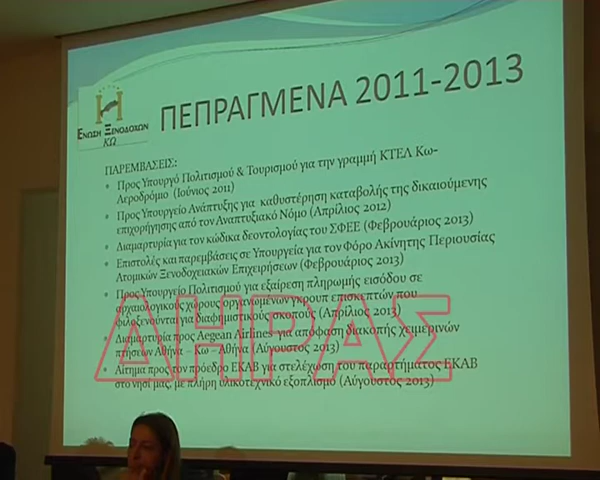 ΕΝΩΣΗ ΞΕΝΟΔΟΧΩΝ
ΚΩ
ΠΕΠΡΑΓΜΕΝΑ 2011-2013
ΠΑΡΕΜΒΑΣΕΙΣ:
• Προς Υπουργό Πολιτισμού & Τουρισμού για την γραμμή ΚΤΕΛ Κω-
Αεροδρόμιο (Ιούνιος 2011)
• Προς Υπουργείο Ανάπτυξης για καθυστέρηση καταβολής της δικαιούμενης
επιχορήγησης από τον Αναπτυξιακό Νόμο (Απρίλιος 2012)
• Διαμαρτυρία για τον κώδικα δεοντολογίας του ΣΦΕΕ (Φεβρουάριος 2013)
• Επιστολές και παρεμβάσεις σε Υπουργεία για τον Φόρο Ακίνητης Περιουσίας
Ατομικών Ξενοδοχειακών Επιχειρήσεων (Φεβρουάριος 2013)
• Προς Υπουργείο Πολιτισμού για εξαίρεση πληρωμής εισόδου σε
αρχαιολογικούς χώρους οργανωμένων γκρουπ επισκεπτών που
φιλοξενούνται για διαφημιστικούς σκοπούς (Απρίλιος 2013)
• Διαμαρτυρία προς Aegean Airlines για απόφαση διακοπής χειμερινών
πτήσεων Αθήνα – Κω – Αθήνα (Αύγουστος 2013)
• Αίτημα προς τον πρόεδρο ΕΚΑΒ για στελέχωση του παραρτήματος ΕΚΑΒ
στο νησί μας, με πλήρη υλικοτεχνικό εξοπλισμό (Αύγουστος 2013)
ΔΗΡΑΣ